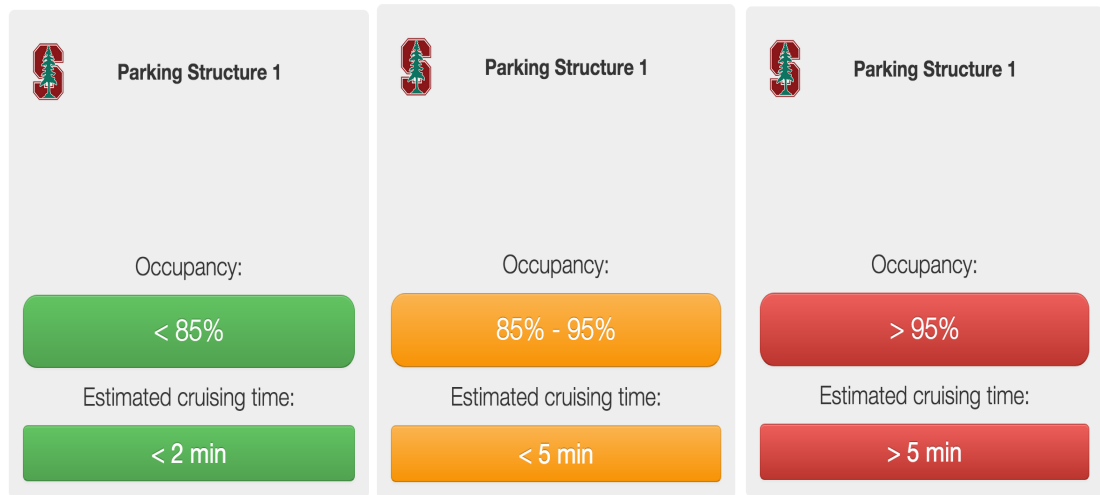 Parking Structure 1
Occupancy:
< 85%
Estimated cruising time:
< 2 min
Parking Structure 1
Occupancy:
85% - 95%
Estimated cruising time:
< 5 min
Parking Structure 1
Occupancy:
> 95%
Estimated cruising time:
> 5 min